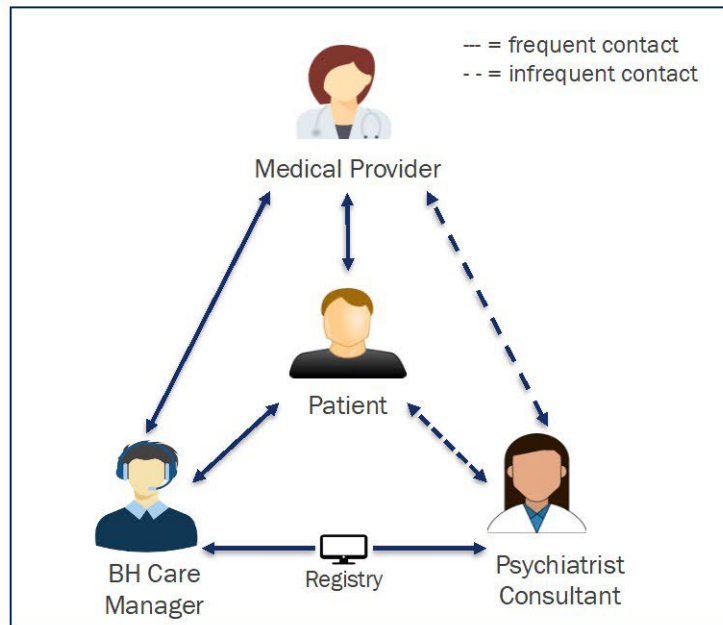 --- = frequent contact
- - = infrequent contact
Medical Provider
Patient
BH Care
Manager
Registry
Psychiatrist
Consultant